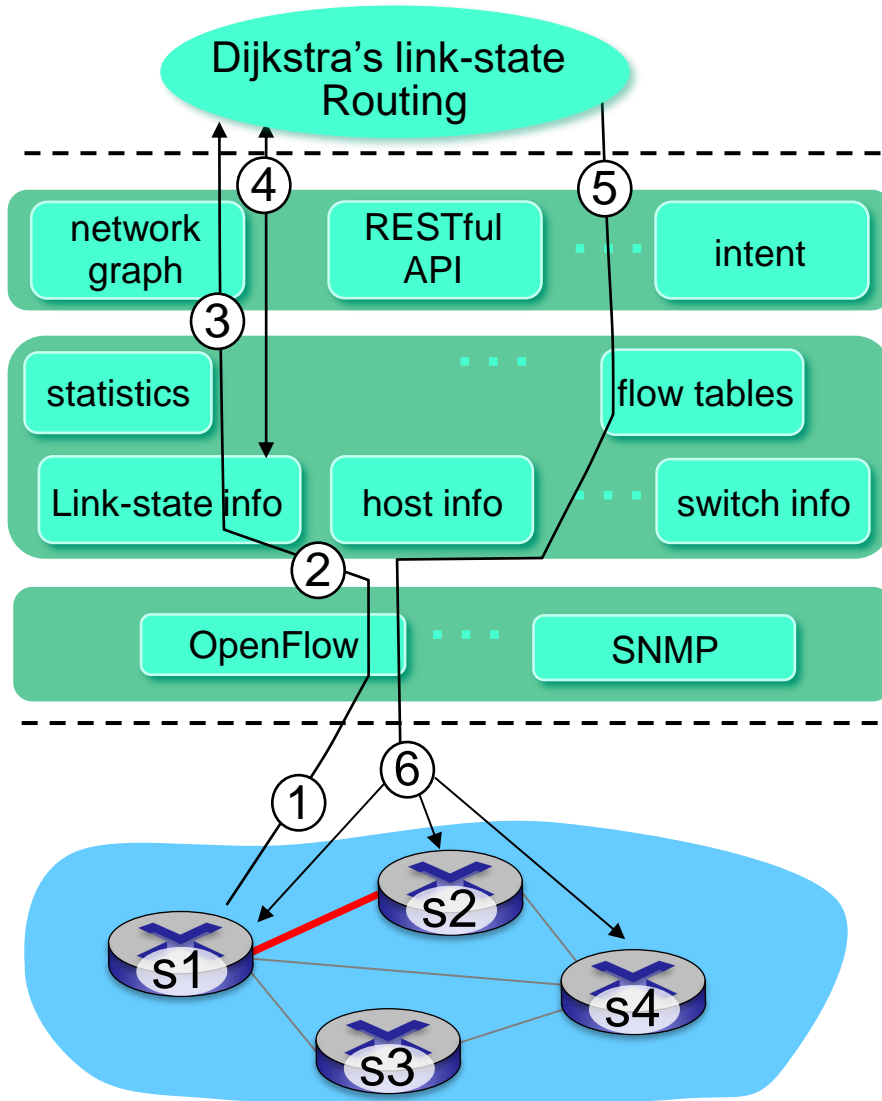 Dijkstra’s link-state
Routing
4
5
network
graph
RESTful
API
. . .
intent
3
. . .
statistics
flow tables
Link-state info
host info
. . .
switch info
2
OpenFlow
. . .
SNMP
1
6
s2
s1
s4
s3